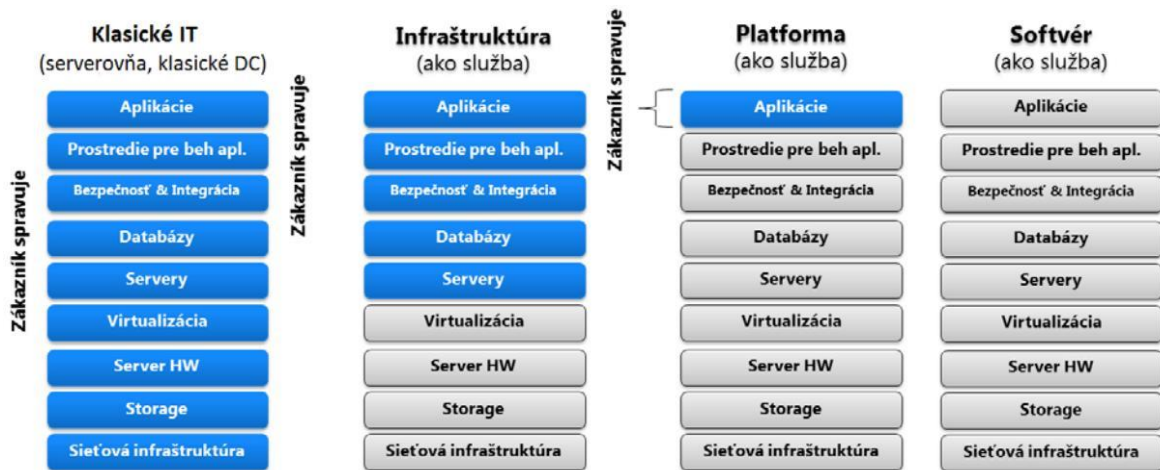 Klasické IT
(serverovňa, klasické DC)
Zákazník spravuje
Aplikácie
Prostredie pre beh apl.
Bezpečnosť & Integrácia
Databázy
Servery
Virtualizácia
Server HW
Storage
Sieťová infraštruktúra
Infraštruktúra
(ako služba)
Zákazník spravuje
Aplikácie
Prostredie pre beh apl.
Bezpečnosť & Integrácia
Databázy
Servery
Virtualizácia
Server HW
Storage
Sieťová infraštruktúra
Platforma
(ako služba)
Zákazník spravuje
Aplikácie
Prostredie pre beh apl.
Bezpečnosť & Integrácia
Databázy
Servery
Virtualizácia
Server HW
Storage
Sieťová infraštruktúra
Softvér
(ako služba)
Aplikácie
Prostredie pre beh apl.
Bezpečnosť & Integrácia
Databázy
Servery
Virtualizácia
Server HW
Storage
Sieťová infraštruktúra